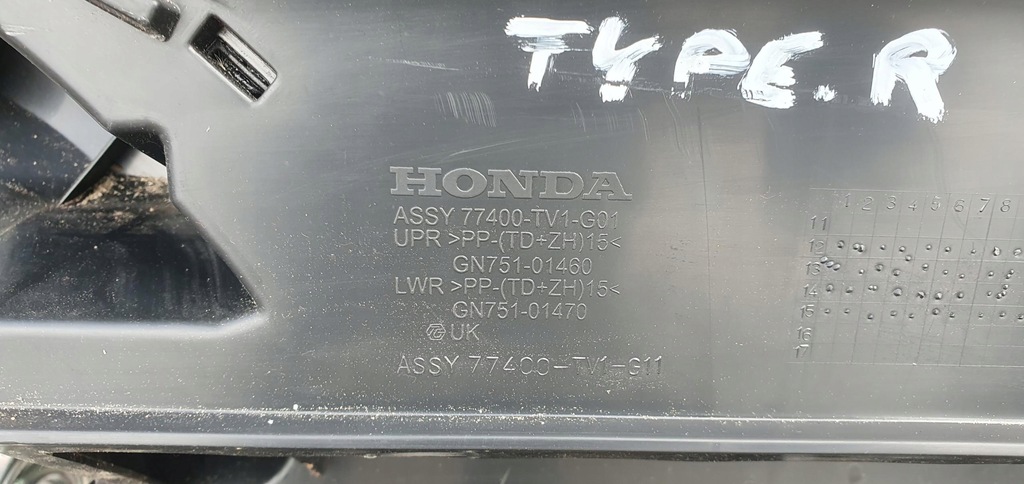 TYPE.R
HONDA
ASSY 77400-TV1-G01
UPR >PP-(TD+ZH)15<
GN751-01460
LWR >PP-(TD+ZH)15<
GN751-01470
UK
ASSY 77400-TV1-G11
1 2 3 4 5 6 7 8
11
12
13
14
15
16
17